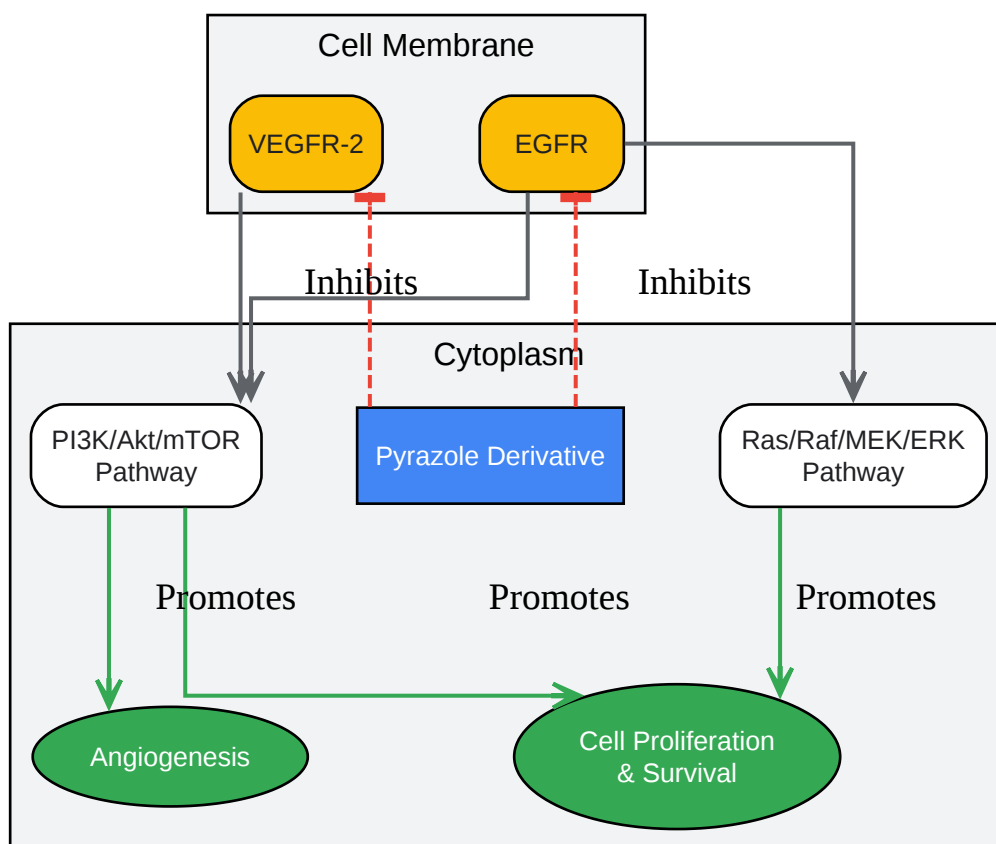 Cell Membrane
VEGFR-2
EGFR
Inhibits
Inhibits
Cytoplasm
PI3K/Akt/mTOR
Pathway
Pyrazole Derivative
Ras/Raf/MEK/ERK
Pathway
Promotes
Promotes
Promotes
Angiogenesis
Cell Proliferation
& Survival